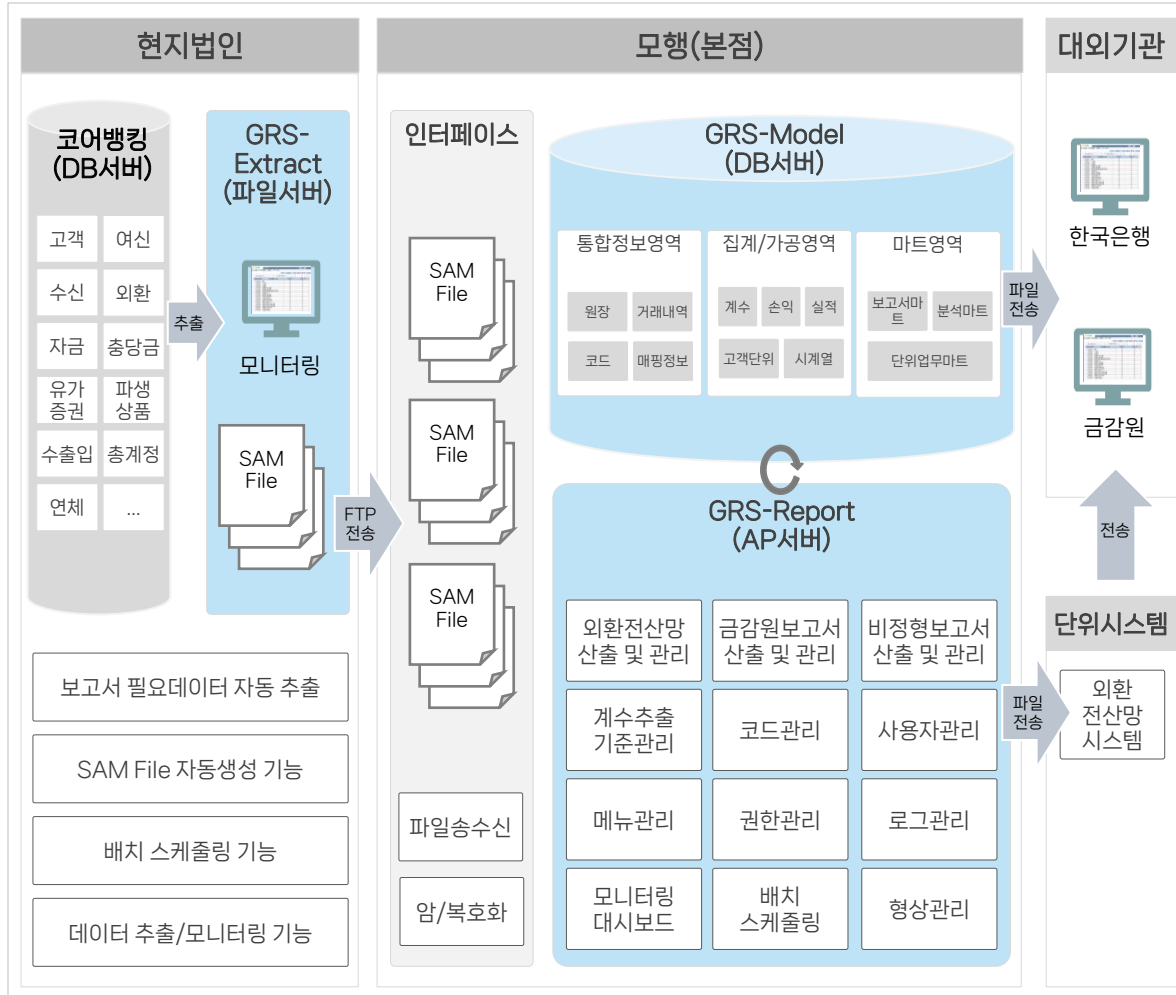 현지법인
코어뱅킹
(DB서버)
고객
여신
수신
외환
자금
충당금
유가
증권
파생
상품
수출입
총계정
연체
...
추출
GRS-
Extract
(파일서버)
모니터링
SAM
File
FTP
전송
보고서 필요데이터 자동 추출
SAM File 자동생성 기능
배치 스케줄링 기능
데이터 추출/모니터링 기능
모행(본점)
인터페이스
SAM
File
SAM
File
SAM
File
파일송수신
암/복호화
GRS-Model
(DB서버)
통합정보영역
원장
거래내역
코드
매핑정보
집계/가공영역
계수
손익
실적
고객단위
시계열
마트영역
보고서마
트
분석마트
단위업무마트
파일
전송
GRS-Report
(AP서버)
외환전산망
산출 및 관리
금감원보고서
산출 및 관리
비정형보고서
산출 및 관리
계수추출
기준관리
코드관리
사용자관리
메뉴관리
권한관리
로그관리
모니터링
대시보드
배치
스케줄링
형상관리
파일
전송
대외기관
한국은행
금감원
전송
단위시스템
외환
전산망
시스템